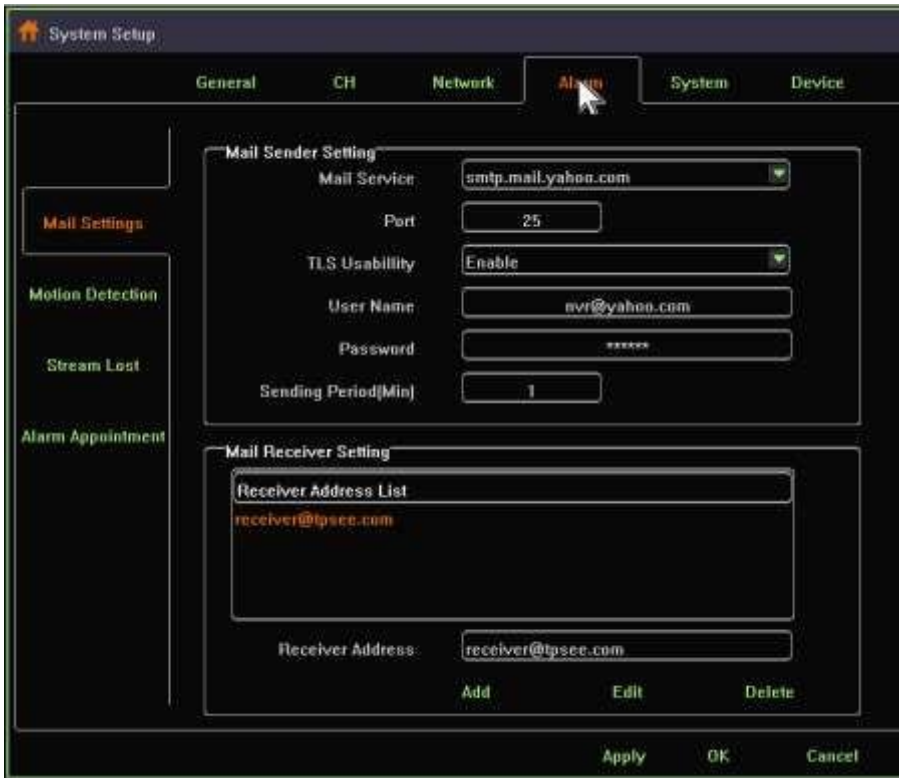 System Setup
General CH Network Alarm System Device
Mail Sender Setting
Mail Service smtp.mail.yahoo.com
Port 25
Mail Settings
TLS Usabillity Enable
Motion Detection
User Name nvr@yahoo.com
Password ******
Stream Lost
Sending Period(Min) 1
Alarm Appointment
Mail Receiver Setting
Receiver Address List
receiver@tpsee.com
Receiver Address receiver@tpsee.com
Add Edit Delete
Apply OK Cancel